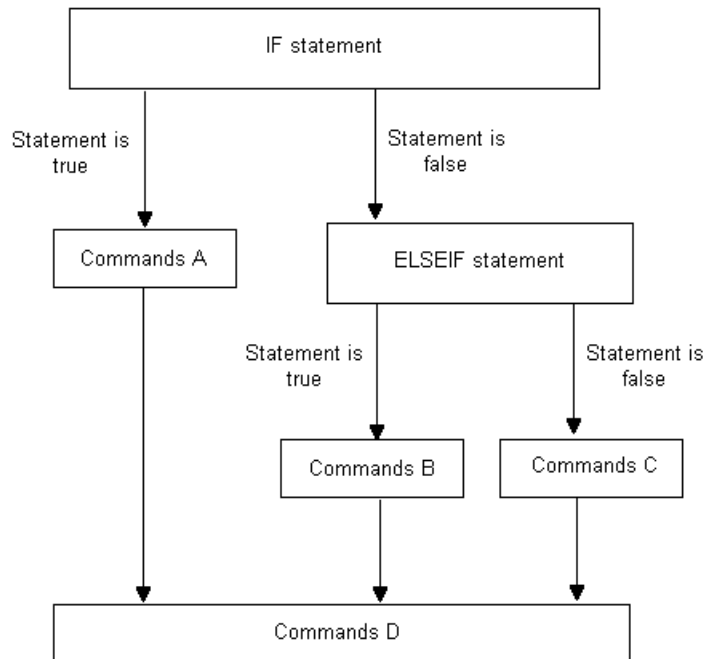 IF statement
Statement is
true
Statement is
false
Commands A
ELSEIF statement
Statement is
true
Statement is
false
Commands B
Commands C
Commands D